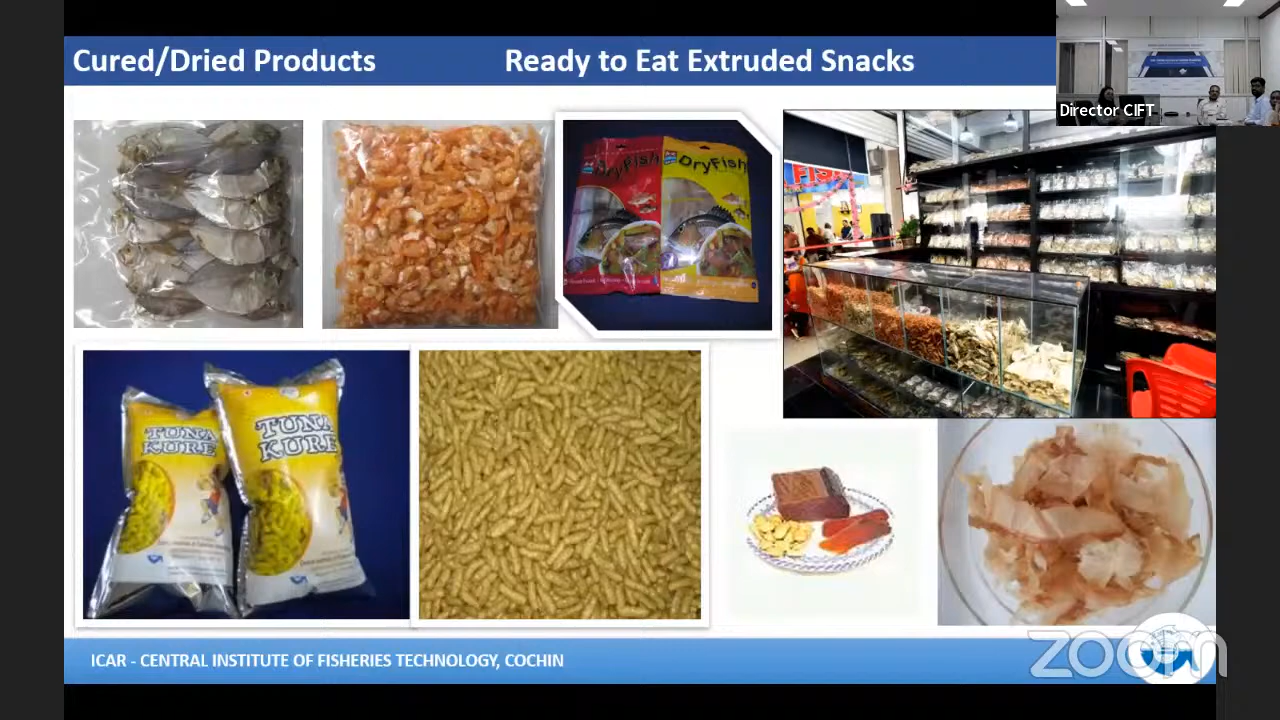 Cured/Dried Products
Ready to Eat Extruded Snacks
Director CIFT
DryFish
DryFish
FISH
TUNA
KURE
TUNA
KURE
ICAR - CENTRAL INSTITUTE OF FISHERIES TECHNOLOGY, COCHIN
zoom